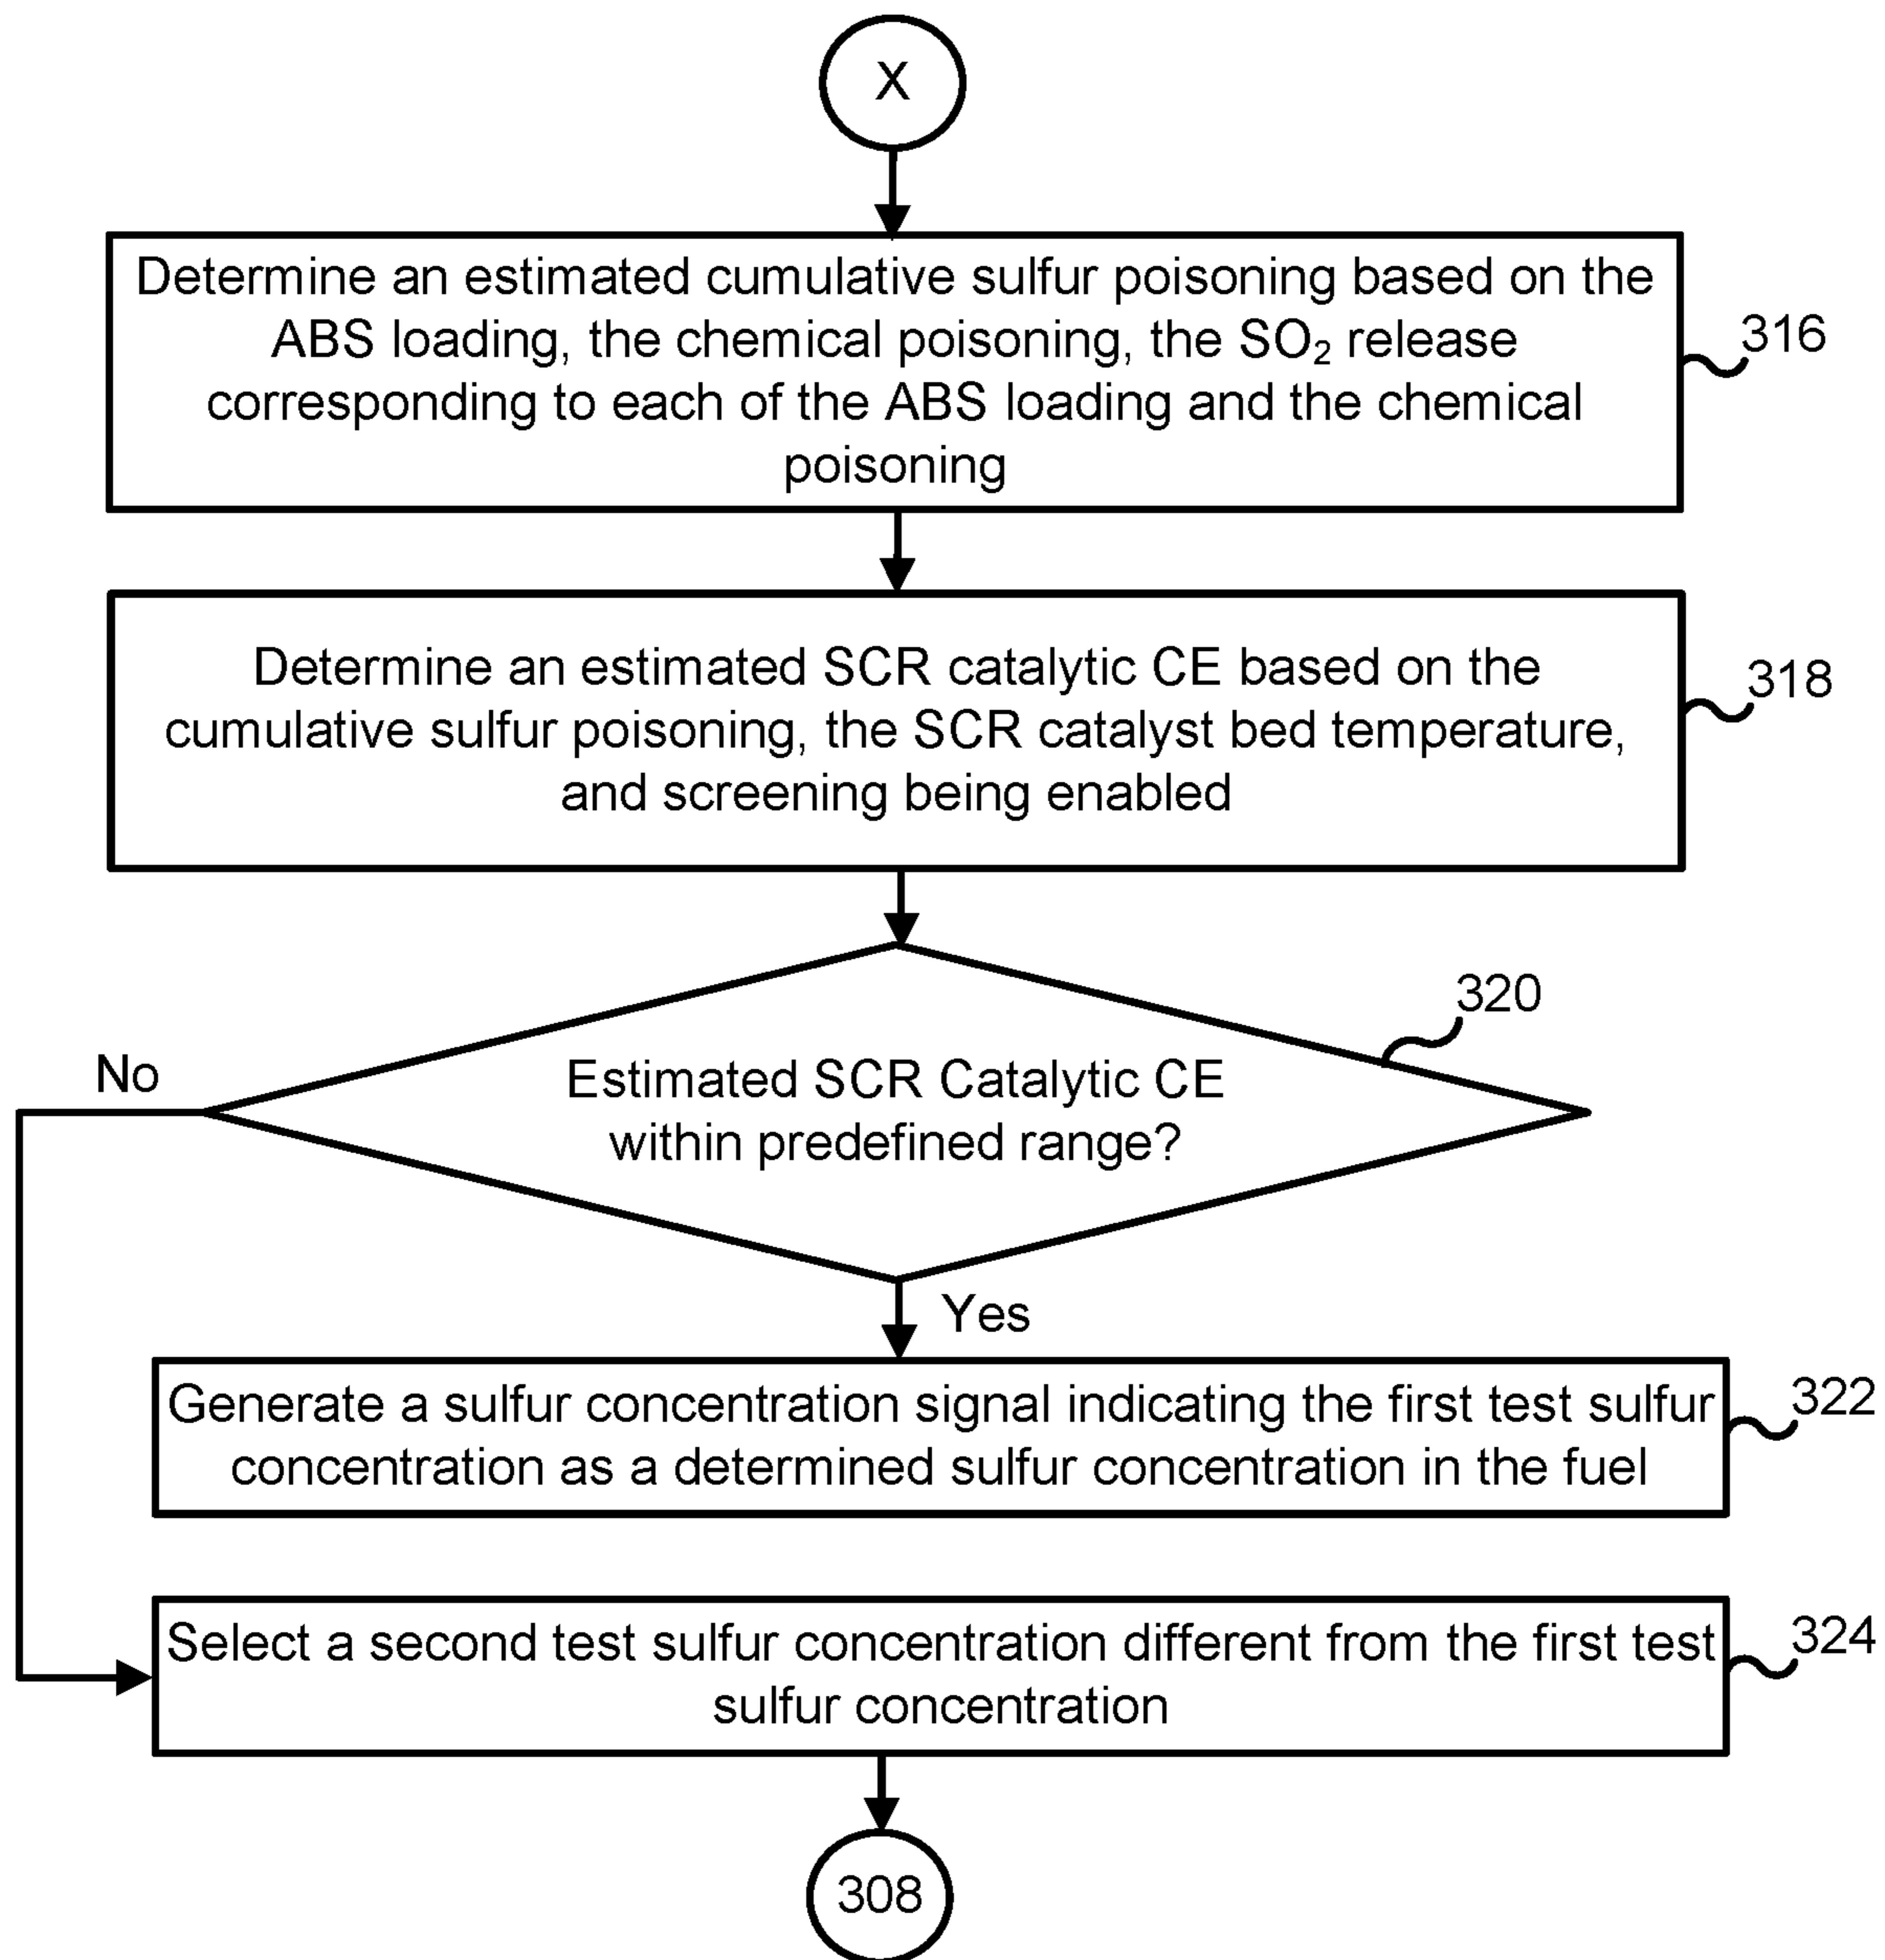 X
Determine an estimated cumulative sulfur poisoning based on the
ABS loading, the chemical poisoning, the SO₂ release
corresponding to each of the ABS loading and the chemical
poisoning
316
Determine an estimated SCR catalytic CE based on the
cumulative sulfur poisoning, the SCR catalyst bed temperature,
and screening being enabled
318
320
No
Estimated SCR Catalytic CE
within predefined range?
Yes
Generate a sulfur concentration signal indicating the first test sulfur
concentration as a determined sulfur concentration in the fuel
322
Select a second test sulfur concentration different from the first test
sulfur concentration
324
308